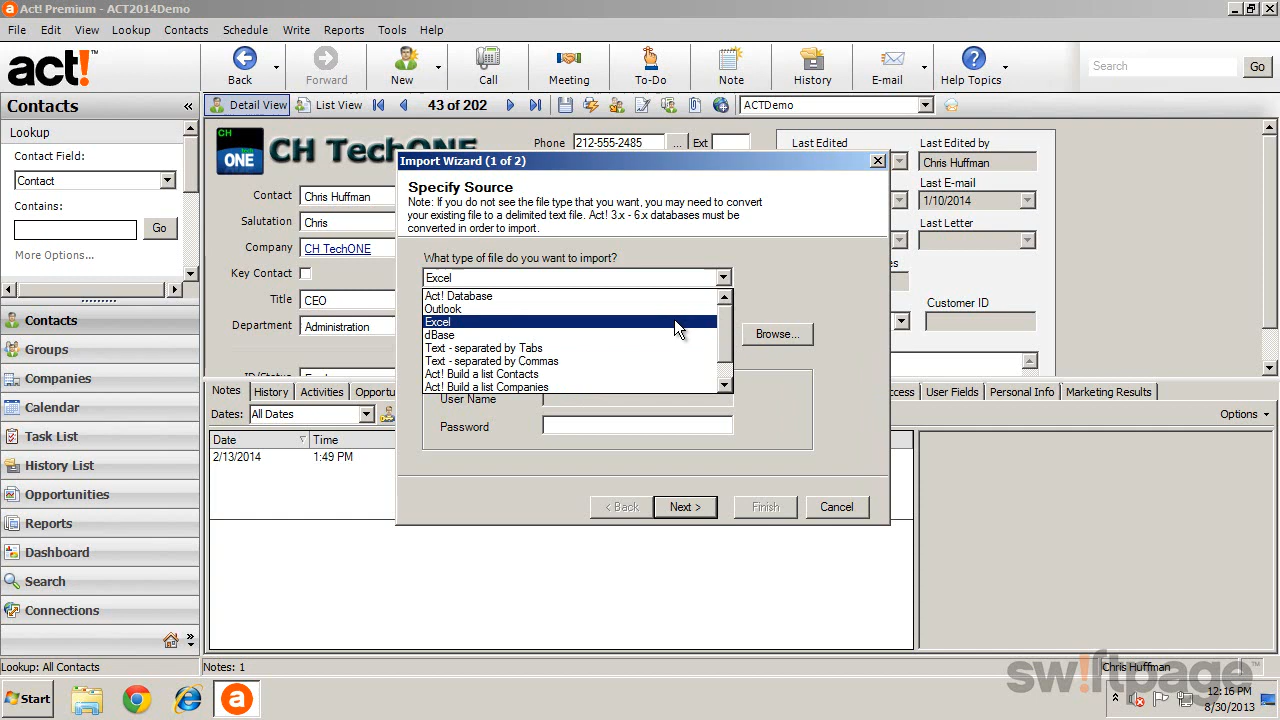 Act! Premium - ACT2014Demo
File Edit View Lookup Contacts Schedule Write Reports Tools Help
act!™
Back Forward New Call Meeting To-Do Note History E-mail Help Topics Search Go
Contacts «
Detail View List View 43 of 202 ACTDemo
Lookup
Contact Field:
Contact
Contains:
Go
More Options...
Contacts
Groups
Companies
Calendar
Task List
History List
Opportunities
Reports
Dashboard
Search
Connections
CH
ONE
CH TechONE
Phone 212-555-2485 ... Ext
Last Edited
Last Edited by
Chris Huffman
Last E-mail
1/10/2014
Last Letter
Customer ID
Contact Chris Huffman
Salutation Chris
Company CH TechONE
Key Contact
Title CEO
Department Administration
ID/Status
Import Wizard (1 of 2)
Specify Source
Note: If you do not see the file type that you want, you may need to convert
your existing file to a delimited text file. Act! 3.x - 6.x databases must be
converted in order to import.
What type of file do you want to import?
Excel
Act! Database
Outlook
Excel
dBase
Text - separated by Tabs
Text - separated by Commas
Act! Build a list Contacts
Act! Build a list Companies
Browse...
User Name
Password
< Back Next > Finish Cancel
Notes History Activities User Fields Personal Info Marketing Results
Dates: All Dates
Options
Date Time
2/13/2014 1:49 PM
Lookup: All Contacts
Notes: 1
Chris Huffman
sw!ftpage
Start
12:16 PM
8/30/2013